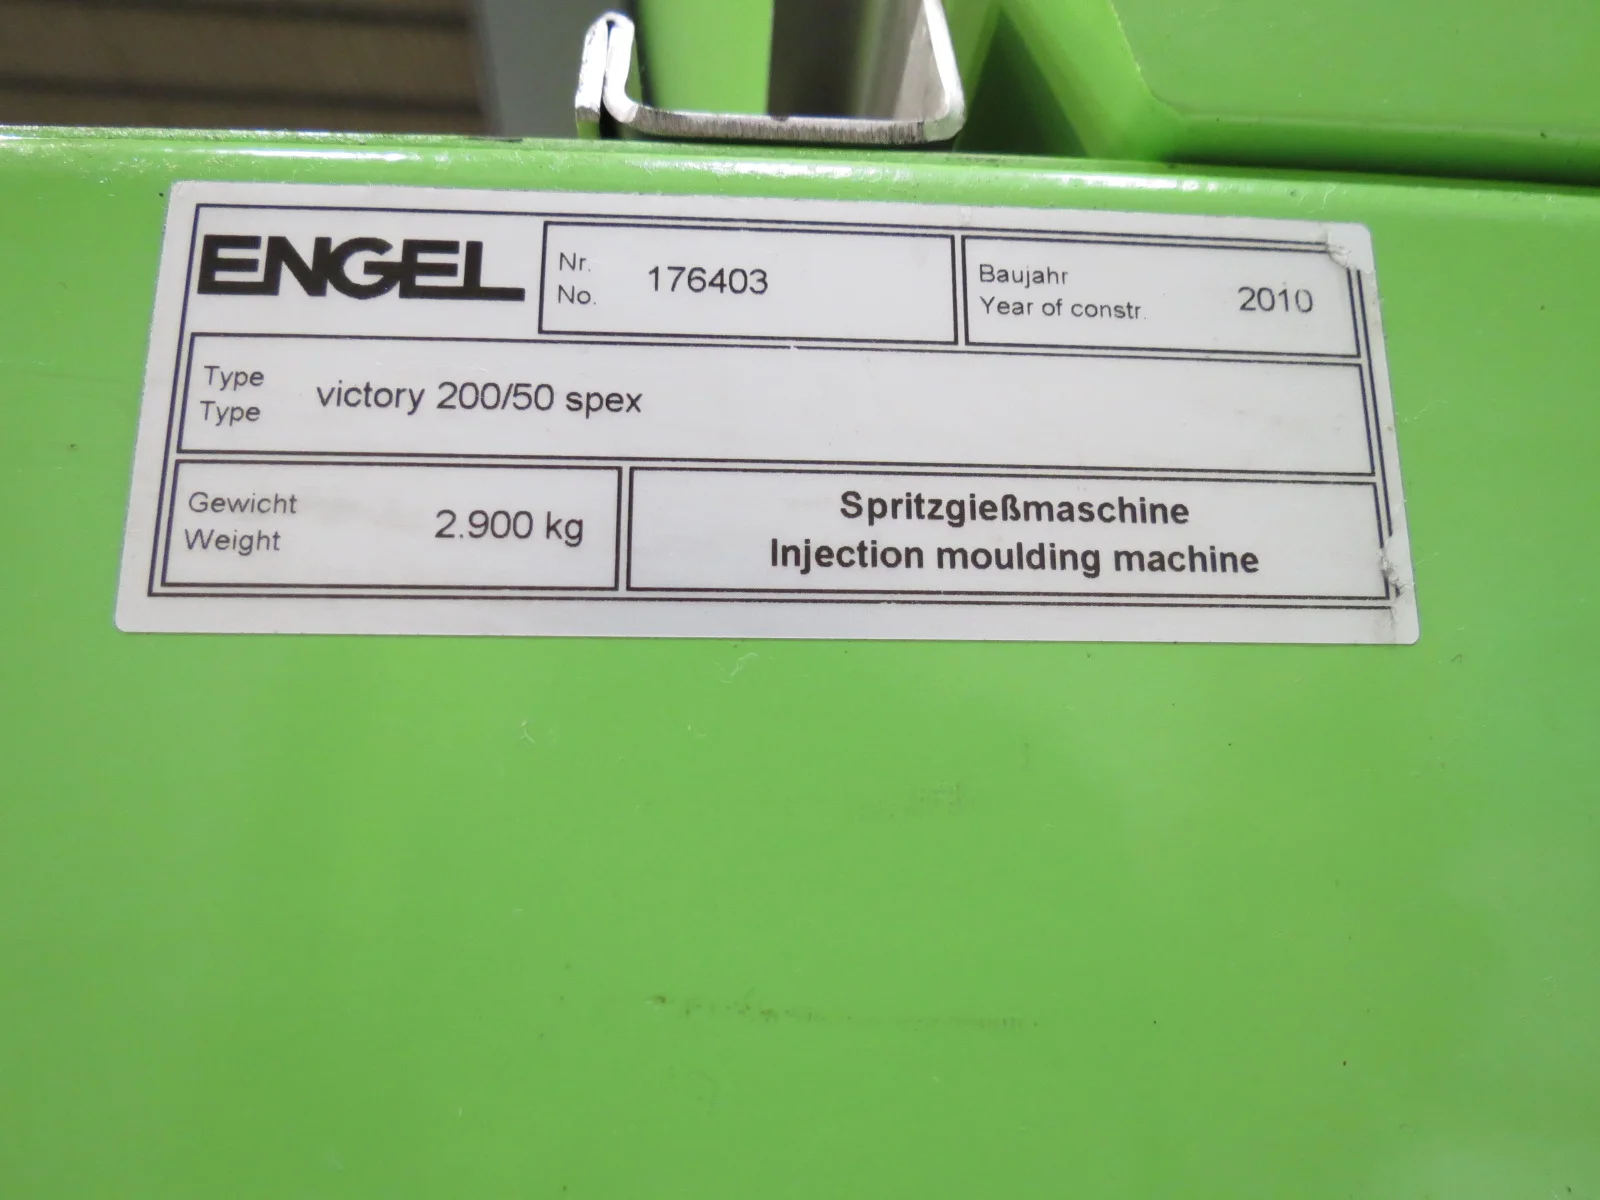 ENGEL
Nr. 176403
No.
Baujahr
Year of constr. 2010
Type
Type
victory 200/50 spex
Gewicht
Weight
2.900 kg
Spritzgießmaschine
Injection moulding machine